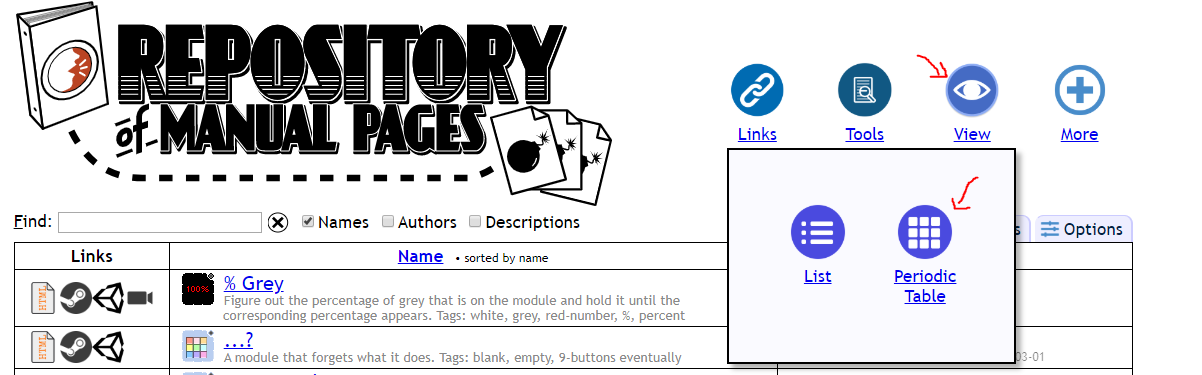 REPOSITORY
of MANUAL PAGES
Links
Tools
View
More
List
Periodic
Table
Find:
Names
Authors
Descriptions
s
Options
Links
Name • sorted by name
HTML
100%
% Grey
Figure out the percentage of grey that is on the module and hold it until the
corresponding percentage appears. Tags: white, grey, red-number, %, percent
HTML
...?
A module that forgets what it does. Tags: blank, empty, 9-buttons eventually
03-01